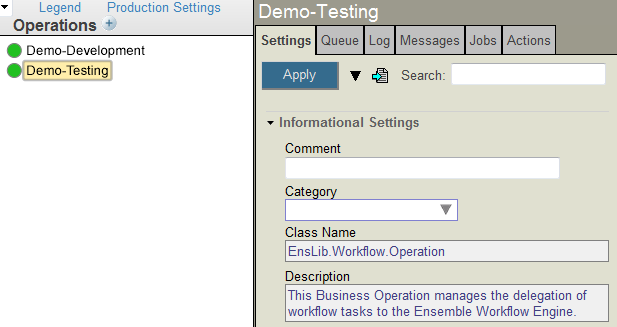 Legend Production Settings
Operations
Demo-Development
Demo-Testing
Demo-Testing
Settings Queue Log Messages Jobs Actions
Apply Search:
Informational Settings
Comment
Category
Class Name
EnsLib.Workflow.Operation
Description
This Business Operation manages the delegation of
workflow tasks to the Ensemble Workflow Engine.